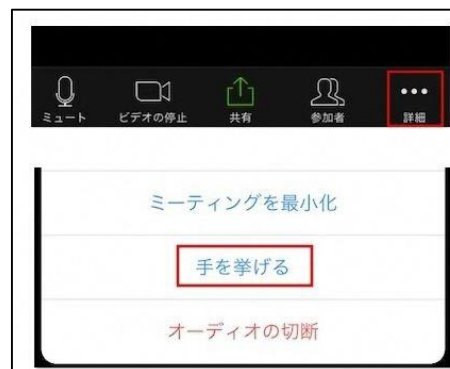 ミュート ビデオの停止 共有 参加者 詳細
ミーティングを最小化
手を挙げる
オーディオの切断